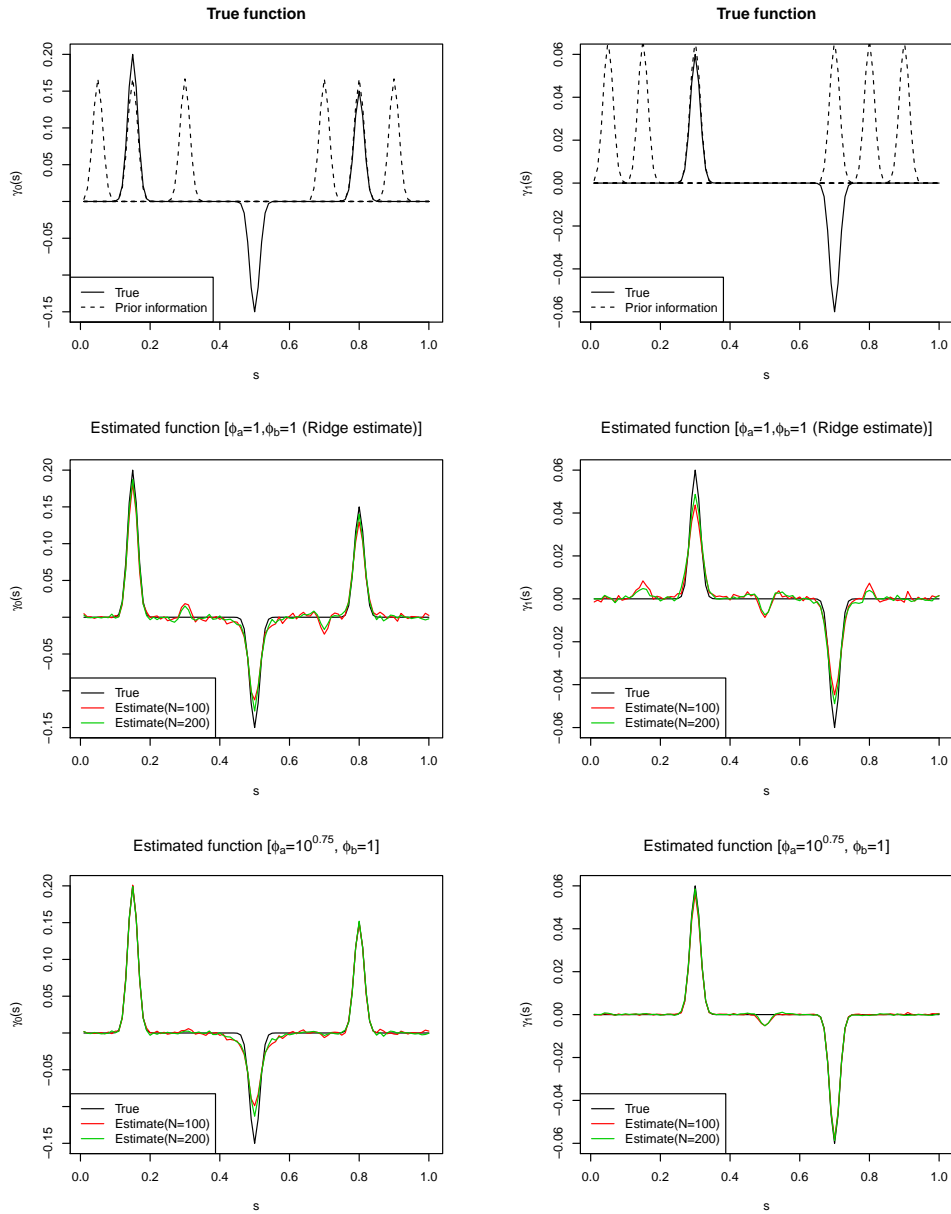 True function
γ₀(s)
0.20
0.15
0.05
−0.05
−0.15
True
Prior information
0.0 0.2 0.4 0.6 0.8 1.0
s
True function
γ₁(s)
0.06
0.04
0.02
0.00
−0.02
−0.04
−0.06
True
Prior information
0.0 0.2 0.4 0.6 0.8 1.0
s
Estimated function [ϕa=1,ϕb=1 (Ridge estimate)]
γ₀(s)
0.20
0.15
0.05
−0.05
−0.15
True
Estimate(N=100)
Estimate(N=200)
0.0 0.2 0.4 0.6 0.8 1.0
s
Estimated function [ϕa=1,ϕb=1 (Ridge estimate)]
γ₁(s)
0.06
0.04
0.02
0.00
−0.02
−0.04
−0.06
True
Estimate(N=100)
Estimate(N=200)
0.0 0.2 0.4 0.6 0.8 1.0
s
Estimated function [ϕa=10^0.75, ϕb=1]
γ₀(s)
0.20
0.15
0.05
−0.05
−0.15
True
Estimate(N=100)
Estimate(N=200)
0.0 0.2 0.4 0.6 0.8 1.0
s
Estimated function [ϕa=10^0.75, ϕb=1]
γ₁(s)
0.06
0.04
0.02
0.00
−0.02
−0.04
−0.06
True
Estimate(N=100)
Estimate(N=200)
0.0 0.2 0.4 0.6 0.8 1.0
s